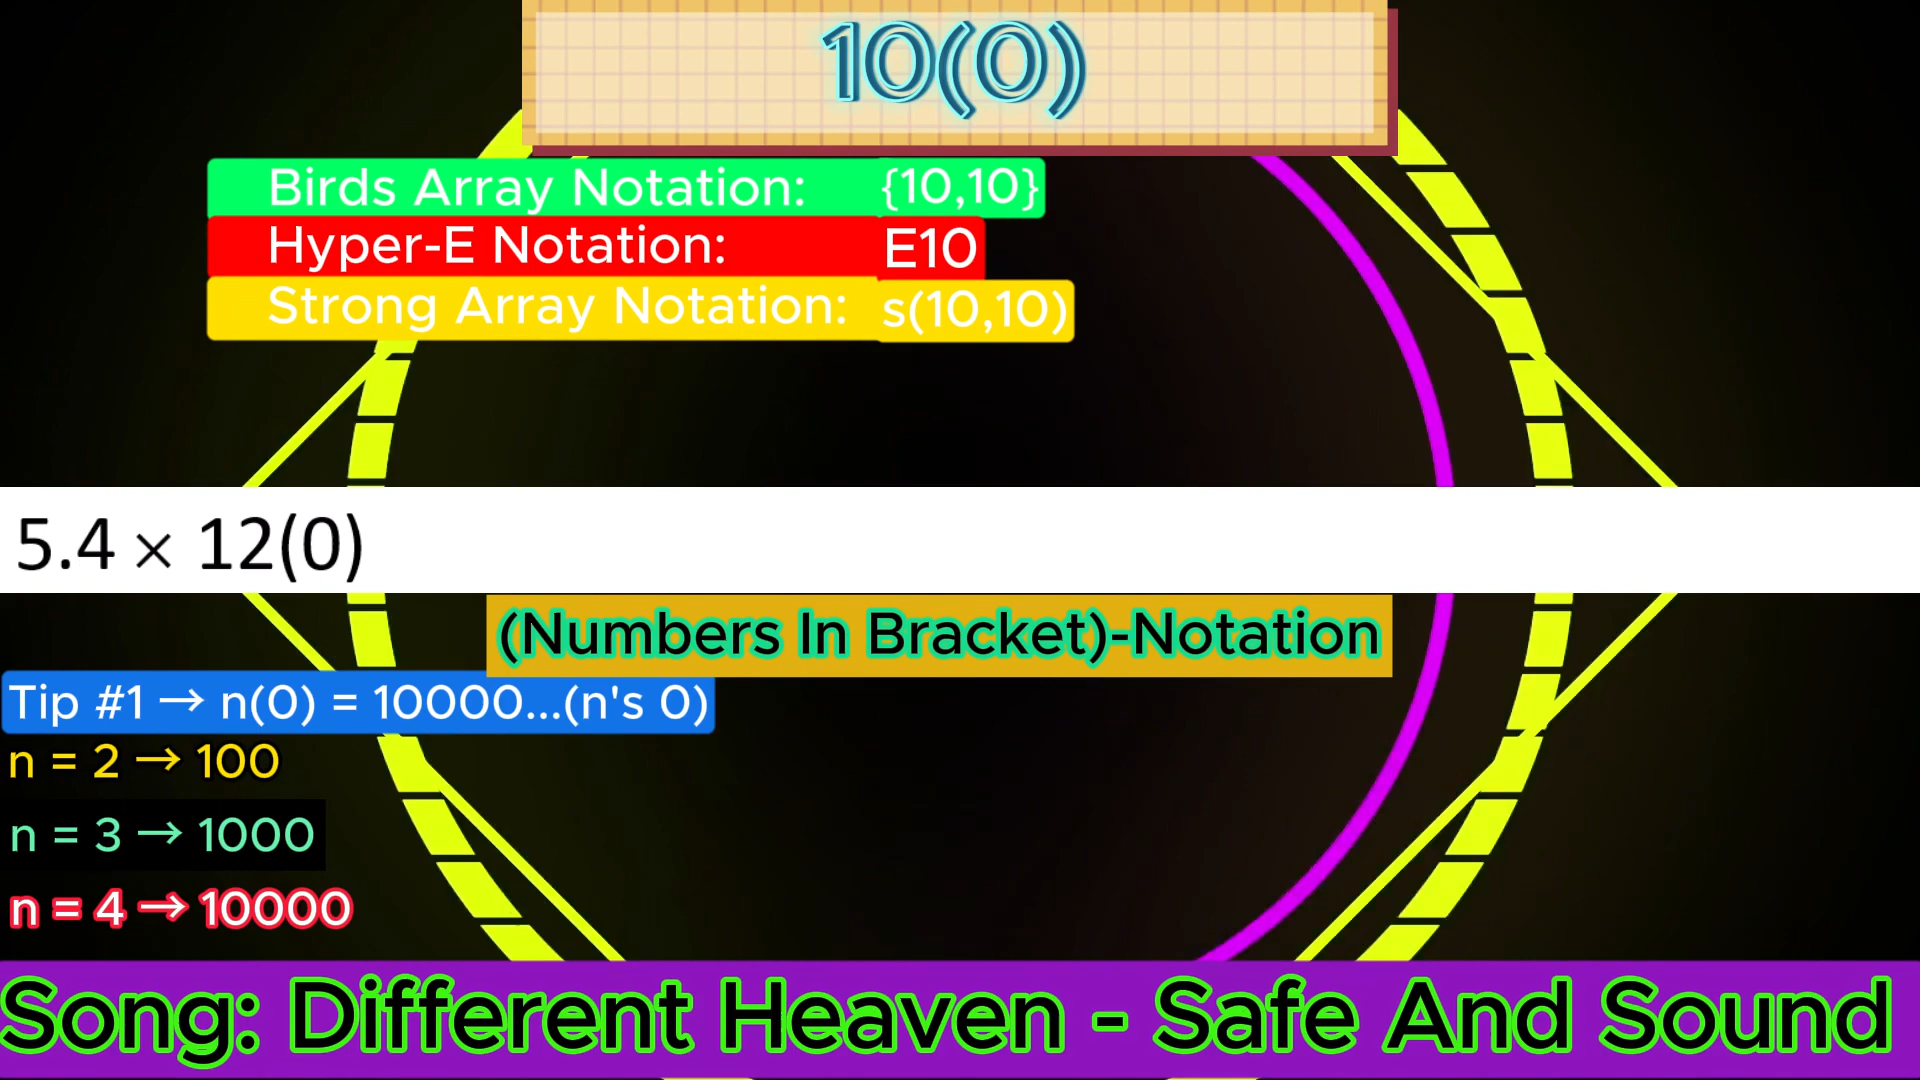 10(0)
Birds Array Notation: {10,10}
Hyper-E Notation: E10
Strong Array Notation: s(10,10)
5.4 × 12(0)
(Numbers In Bracket)-Notation
Tip #1 → n(0) = 10000...(n's 0)
n = 2 → 100
n = 3 → 1000
n = 4 → 10000
Song: Different Heaven - Safe And Sound